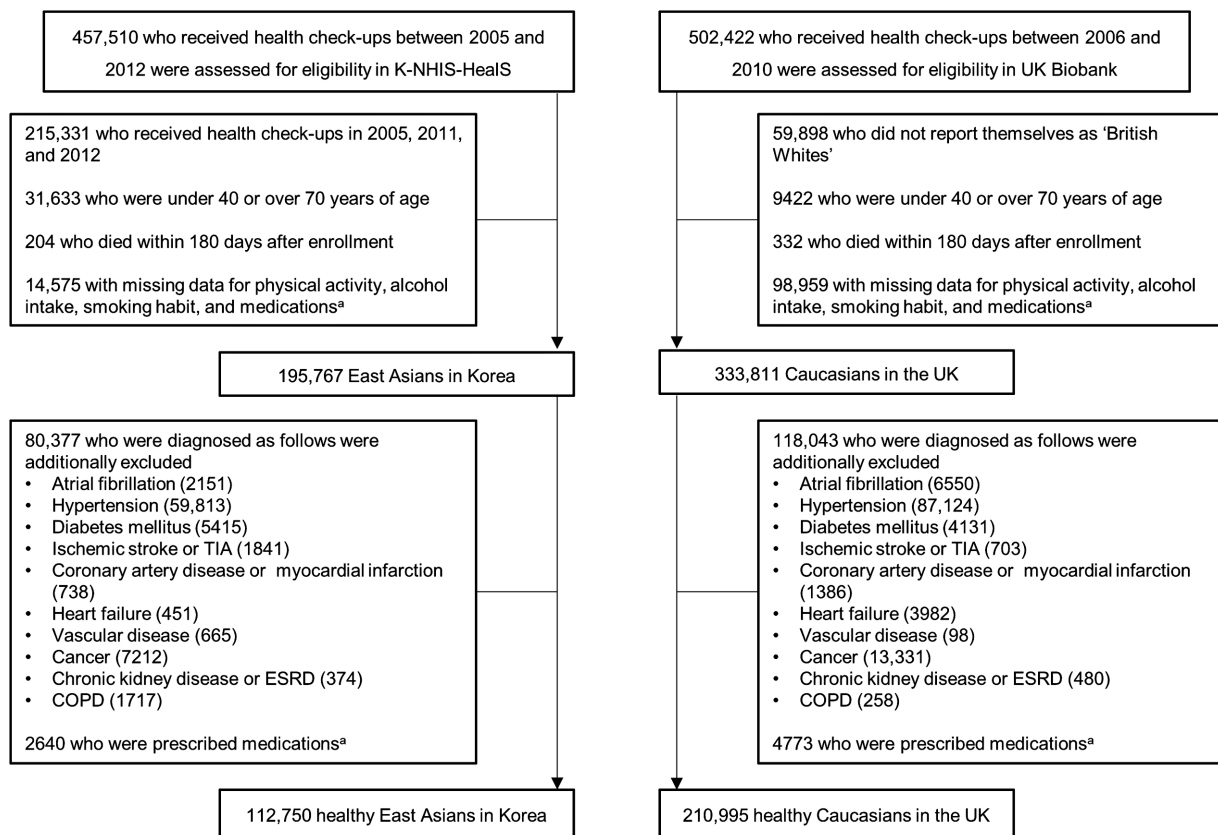 457,510 who received health check-ups between 2005 and
2012 were assessed for eligibility in K-NHIS-HealS
215,331 who received health check-ups in 2005, 2011,
and 2012
31,633 who were under 40 or over 70 years of age
204 who died within 180 days after enrollment
14,575 with missing data for physical activity, alcohol
intake, smoking habit, and medicationsᵃ
195,767 East Asians in Korea
80,377 who were diagnosed as follows were
additionally excluded
• Atrial fibrillation (2151)
• Hypertension (59,813)
• Diabetes mellitus (5415)
• Ischemic stroke or TIA (1841)
• Coronary artery disease or myocardial infarction
(738)
• Heart failure (451)
• Vascular disease (665)
• Cancer (7212)
• Chronic kidney disease or ESRD (374)
• COPD (1717)
2640 who were prescribed medicationsᵃ
112,750 healthy East Asians in Korea
502,422 who received health check-ups between 2006 and
2010 were assessed for eligibility in UK Biobank
59,898 who did not report themselves as ‘British
Whites’
9422 who were under 40 or over 70 years of age
332 who died within 180 days after enrollment
98,959 with missing data for physical activity, alcohol
intake, smoking habit, and medicationsᵃ
333,811 Caucasians in the UK
118,043 who were diagnosed as follows were
additionally excluded
• Atrial fibrillation (6550)
• Hypertension (87,124)
• Diabetes mellitus (4131)
• Ischemic stroke or TIA (703)
• Coronary artery disease or myocardial infarction
(1386)
• Heart failure (3982)
• Vascular disease (98)
• Cancer (13,331)
• Chronic kidney disease or ESRD (480)
• COPD (258)
4773 who were prescribed medicationsᵃ
210,995 healthy Caucasians in the UK